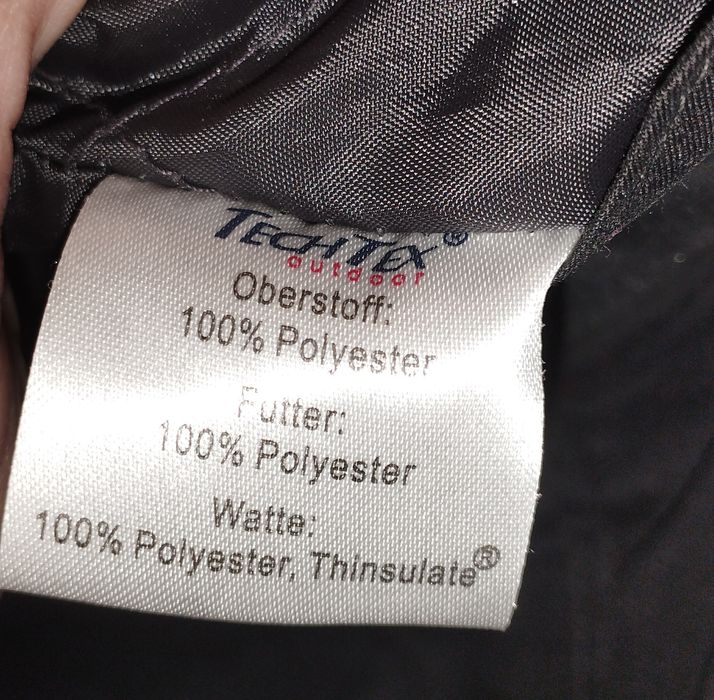 TECHTEX®
outdoor
Oberstoff:
100% Polyester
Futter:
100% Polyester
Watte:
100% Polyester, Thinsulate®